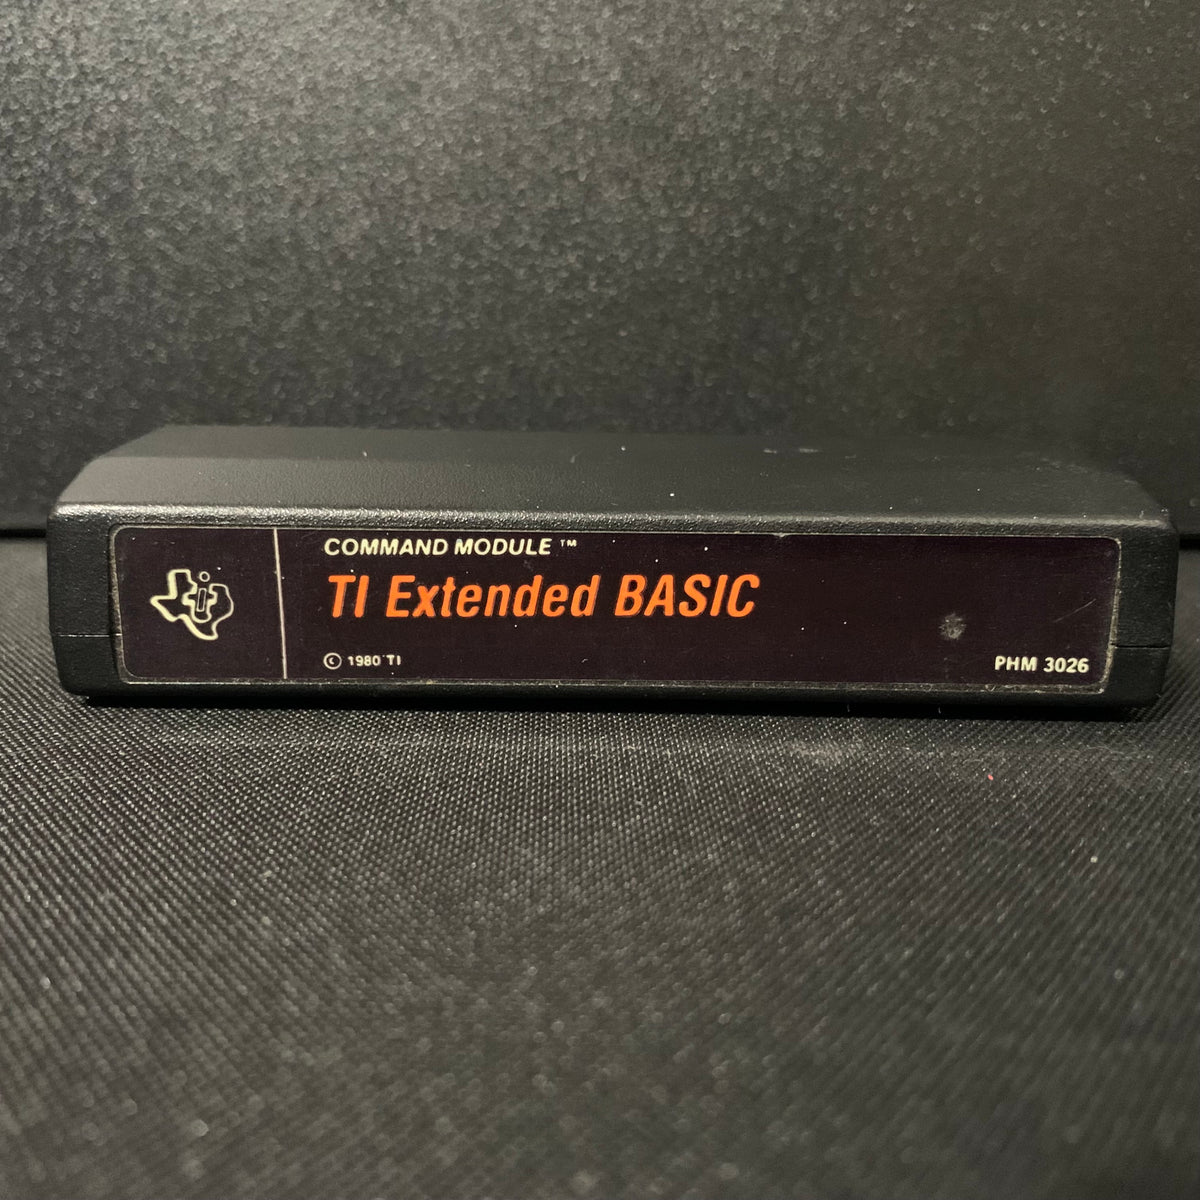 COMMAND MODULE ™
TI Extended BASIC
© 1980 TI
PHM 3026